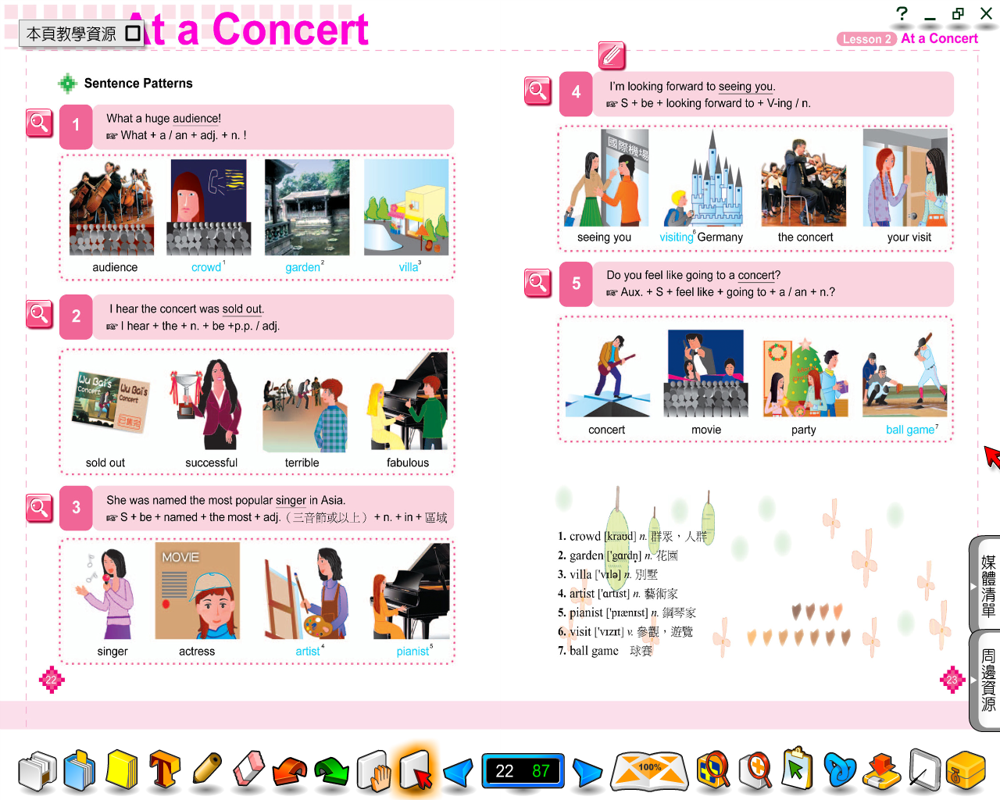 At a Concert
本頁教學資源
Lesson 2 At a Concert
Sentence Patterns
1
What a huge audience!
☞ What + a / an + adj. + n. !
audience
crowd1
garden2
villa3
2
I hear the concert was sold out.
☞ I hear + the + n. + be +p.p. / adj.
Wu Bai's
Concert
Wu Bai's
Concert
已售完
sold out
successful
terrible
fabulous
3
She was named the most popular singer in Asia.
☞ S + be + named + the most + adj.（三音節或以上）+ n. + in + 區域
MOVIE
singer
actress
artist4
pianist5
22
4
I'm looking forward to seeing you.
☞ S + be + looking forward to + V-ing / n.
國際機場
seeing you
visiting6 Germany
the concert
your visit
5
Do you feel like going to a concert?
☞ Aux. + S + feel like + going to + a / an + n.?
concert
movie
party
ball game7
1. crowd [kraʊd] n. 群眾，人群
2. garden ['gɑrdn̩] n. 花園
3. villa ['vɪlə] n. 別墅
4. artist ['ɑrtɪst] n. 藝術家
5. pianist ['pɪænɪst] n. 鋼琴家
6. visit ['vɪzɪt] v. 參觀，遊覽
7. ball game 球賽
23
媒體清單
周邊資源
22 87
100%